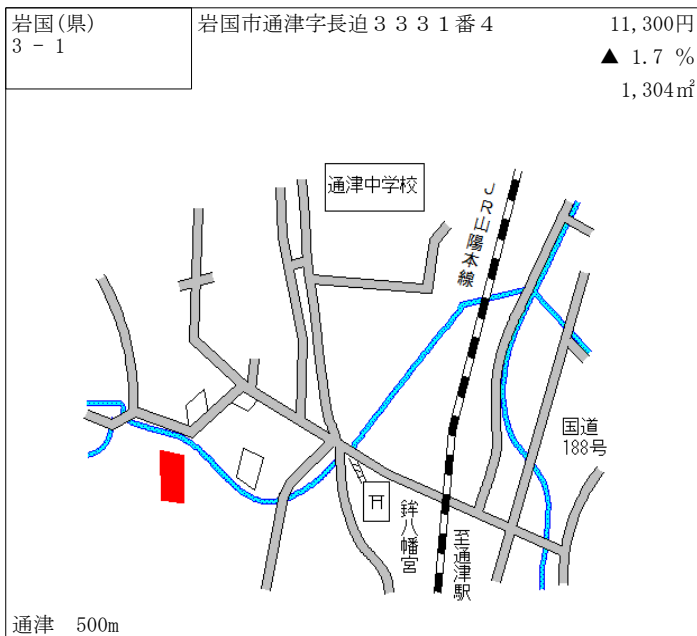 岩国(県)
3 - 1
岩国市通津字長迫３３３１番４
11,300円
▲ 1.7 %
1,304㎡
通津中学校
ＪＲ山陽本線
国道
188号
鉾八幡宮
至通津駅
通津 500m